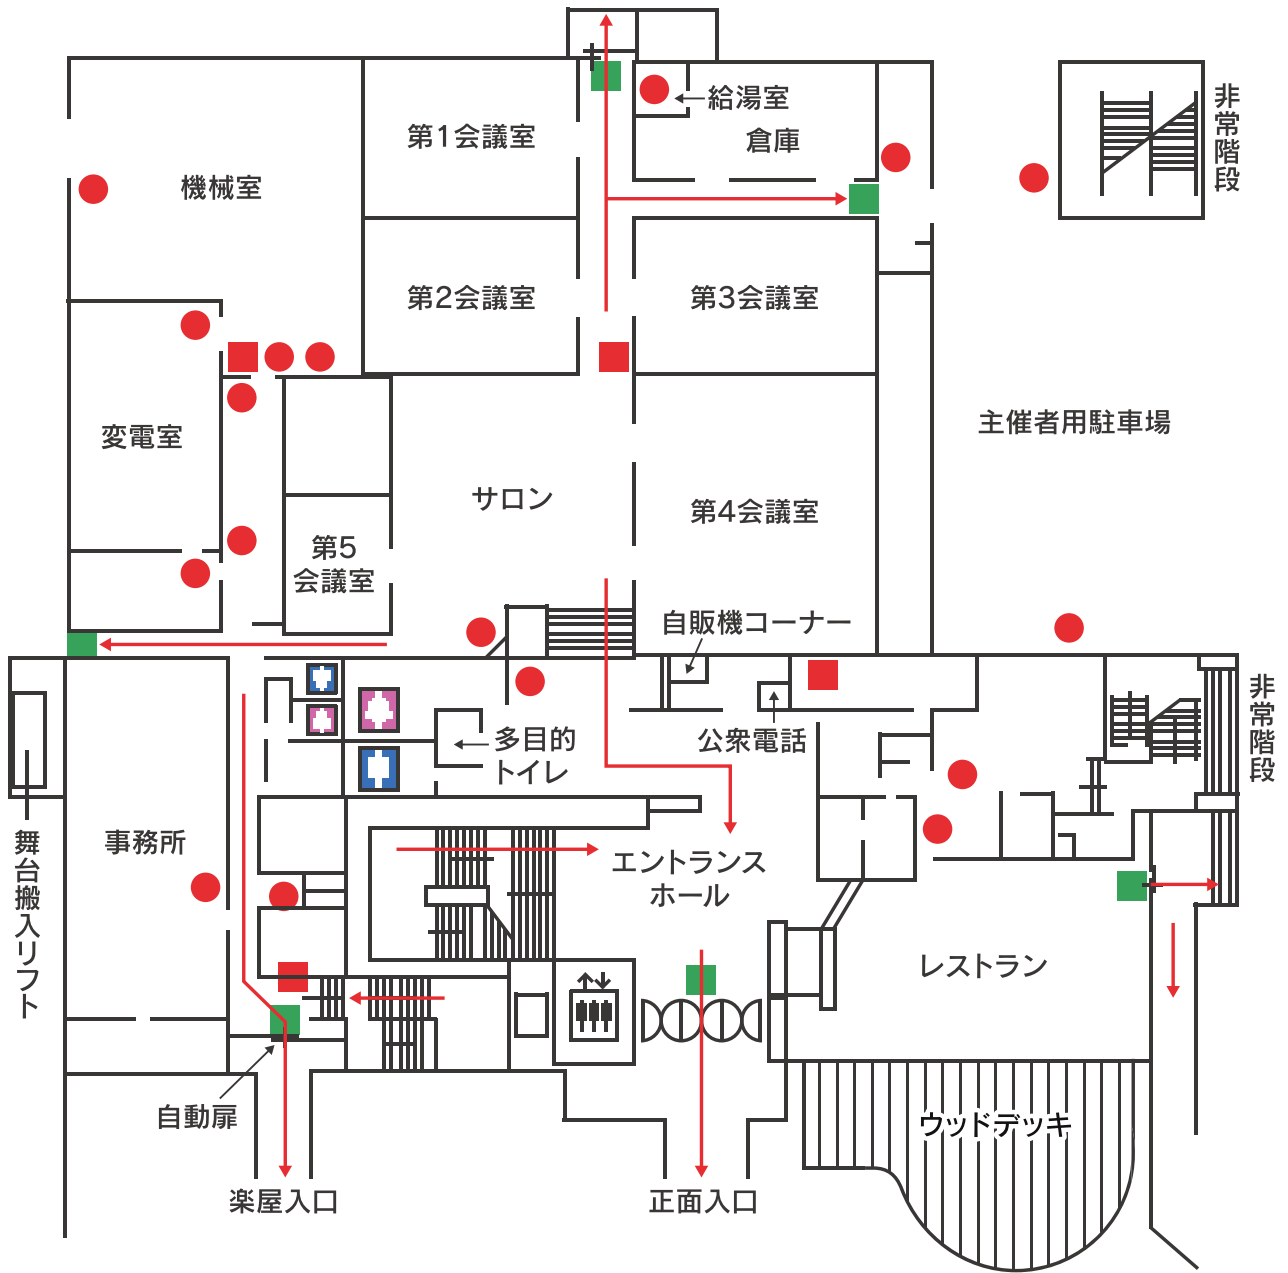 給湯室
倉庫
第1会議室
機械室
非常階段
第2会議室
第3会議室
変電室
主催者用駐車場
サロン
第4会議室
第5
会議室
自販機コーナー
非常階段
多目的
トイレ
公衆電話
舞台搬入リフト
事務所
エントランス
ホール
レストラン
自動扉
ウッドデッキ
楽屋入口
正面入口